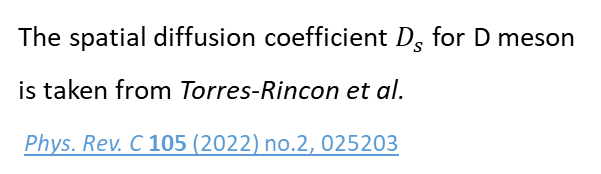 The spatial diffusion coefficient Dₛ for D meson
is taken from Torres-Rincon et al.
Phys. Rev. C 105 (2022) no.2, 025203